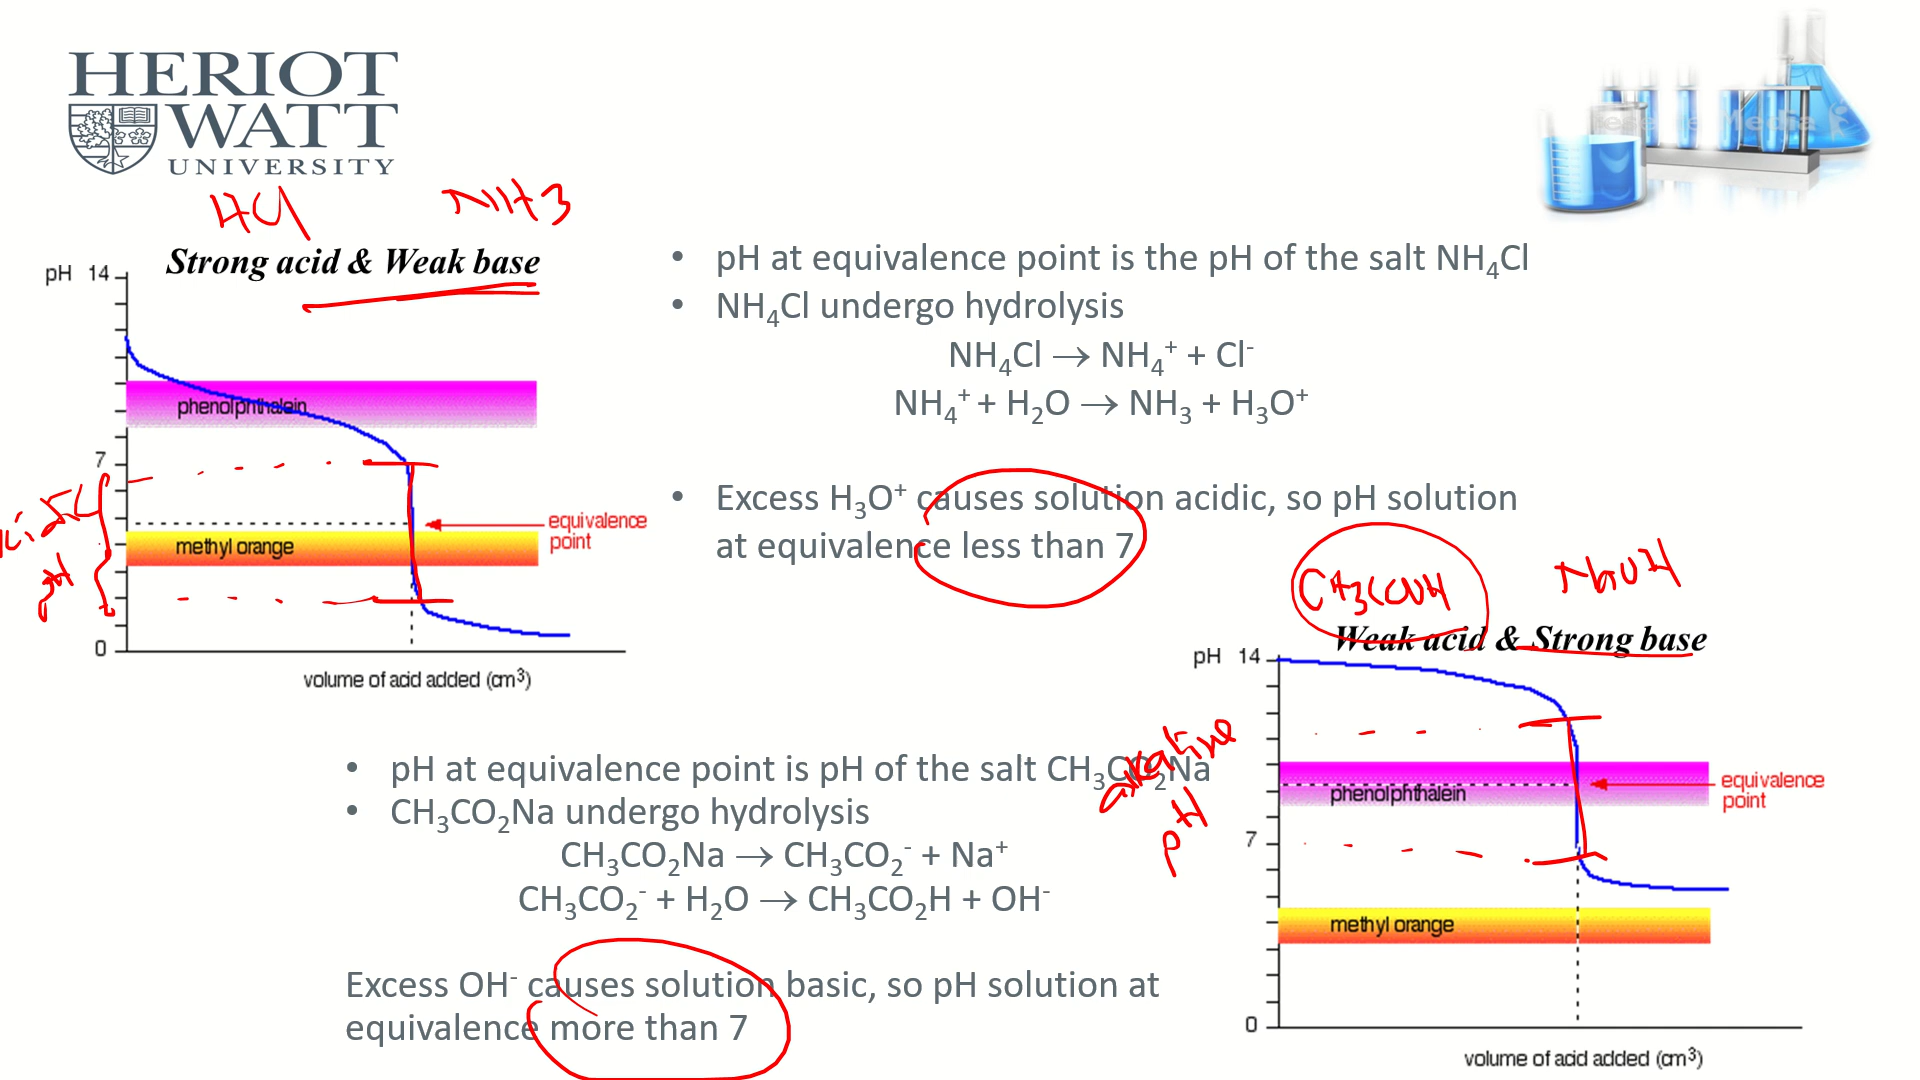 HERIOT
WATT
UNIVERSITY
HCl NH3
Strong acid & Weak base
pH 14
phenolphthalein
7
equivalence
point
methyl orange
0
volume of acid added (cm³)
acidic
pH
• pH at equivalence point is the pH of the salt NH₄Cl
• NH₄Cl undergo hydrolysis
NH₄Cl → NH₄⁺ + Cl⁻
NH₄⁺ + H₂O → NH₃ + H₃O⁺
• Excess H₃O⁺ causes solution acidic, so pH solution
at equivalence less than 7
CH3COOH NaOH
Weak acid & Strong base
pH 14
phenolphthalein
equivalence
point
7
methyl orange
0
volume of acid added (cm³)
alkaline
pH
• pH at equivalence point is pH of the salt CH₃CO₂Na
• CH₃CO₂Na undergo hydrolysis
CH₃CO₂Na → CH₃CO₂⁻ + Na⁺
CH₃CO₂⁻ + H₂O → CH₃CO₂H + OH⁻
Excess OH⁻ causes solution basic, so pH solution at
equivalence more than 7